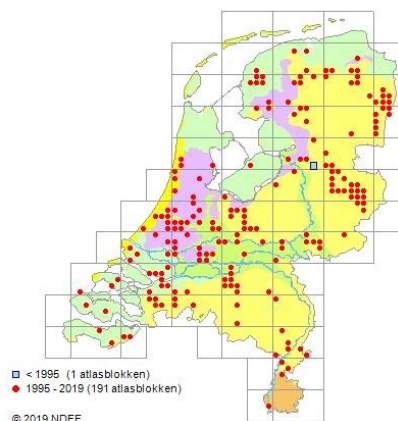 < 1995 (1 atlasblokken)
1995 - 2019 (191 atlasblokken)
© 2019 NDFF